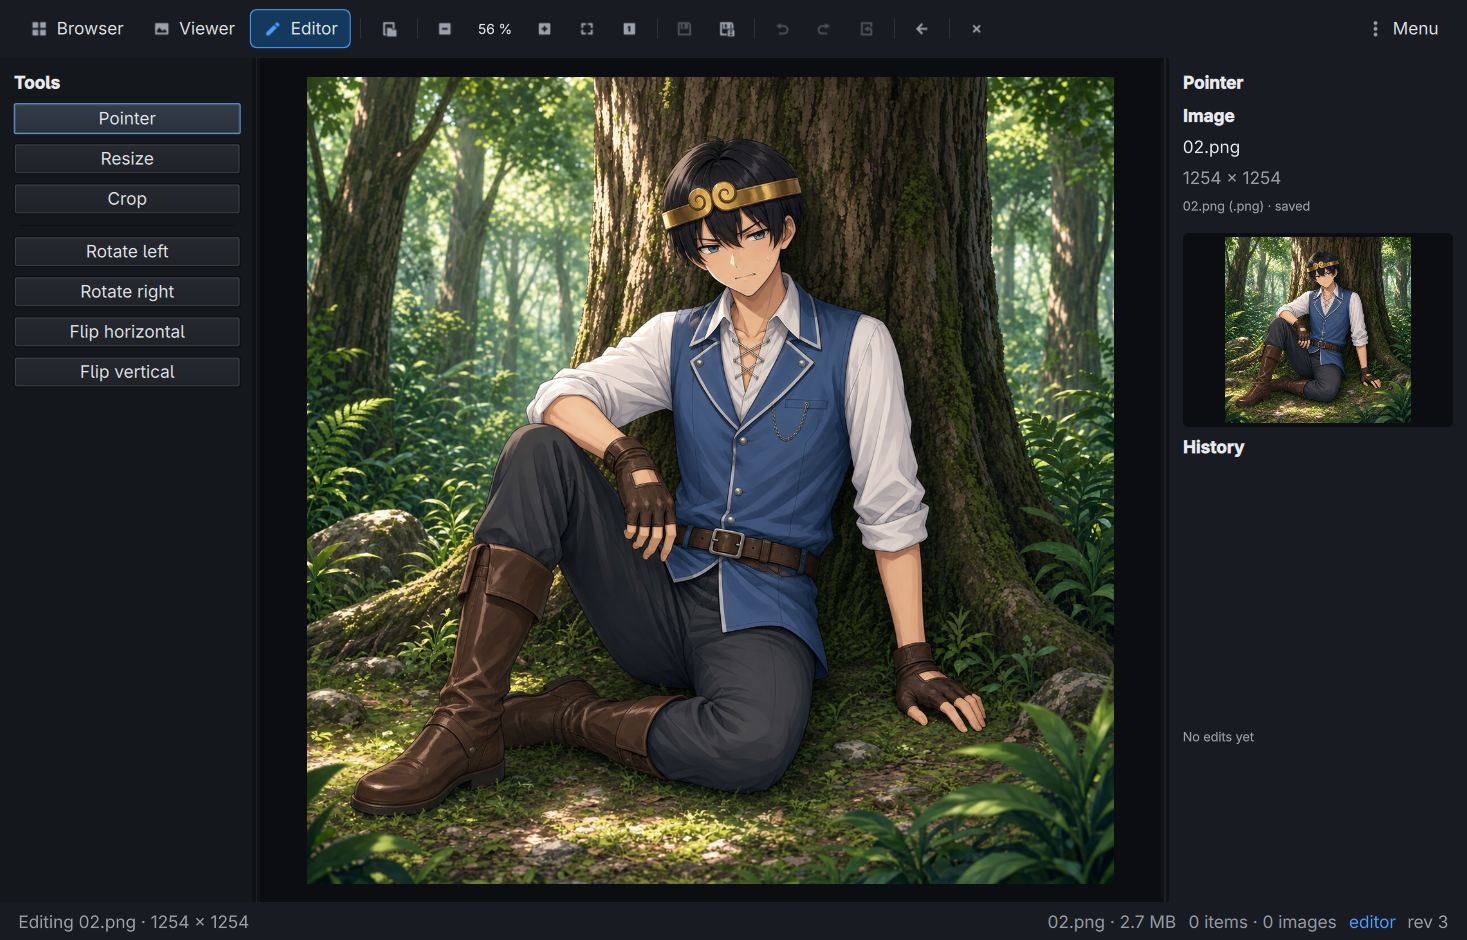 Browser Viewer Editor 56 % Menu
Tools
Pointer
Resize
Crop
Rotate left
Rotate right
Flip horizontal
Flip vertical
Pointer
Image
02.png
1254 × 1254
02.png (.png) · saved
History
No edits yet
Editing 02.png · 1254 × 1254
02.png · 2.7 MB 0 items · 0 images editor rev 3